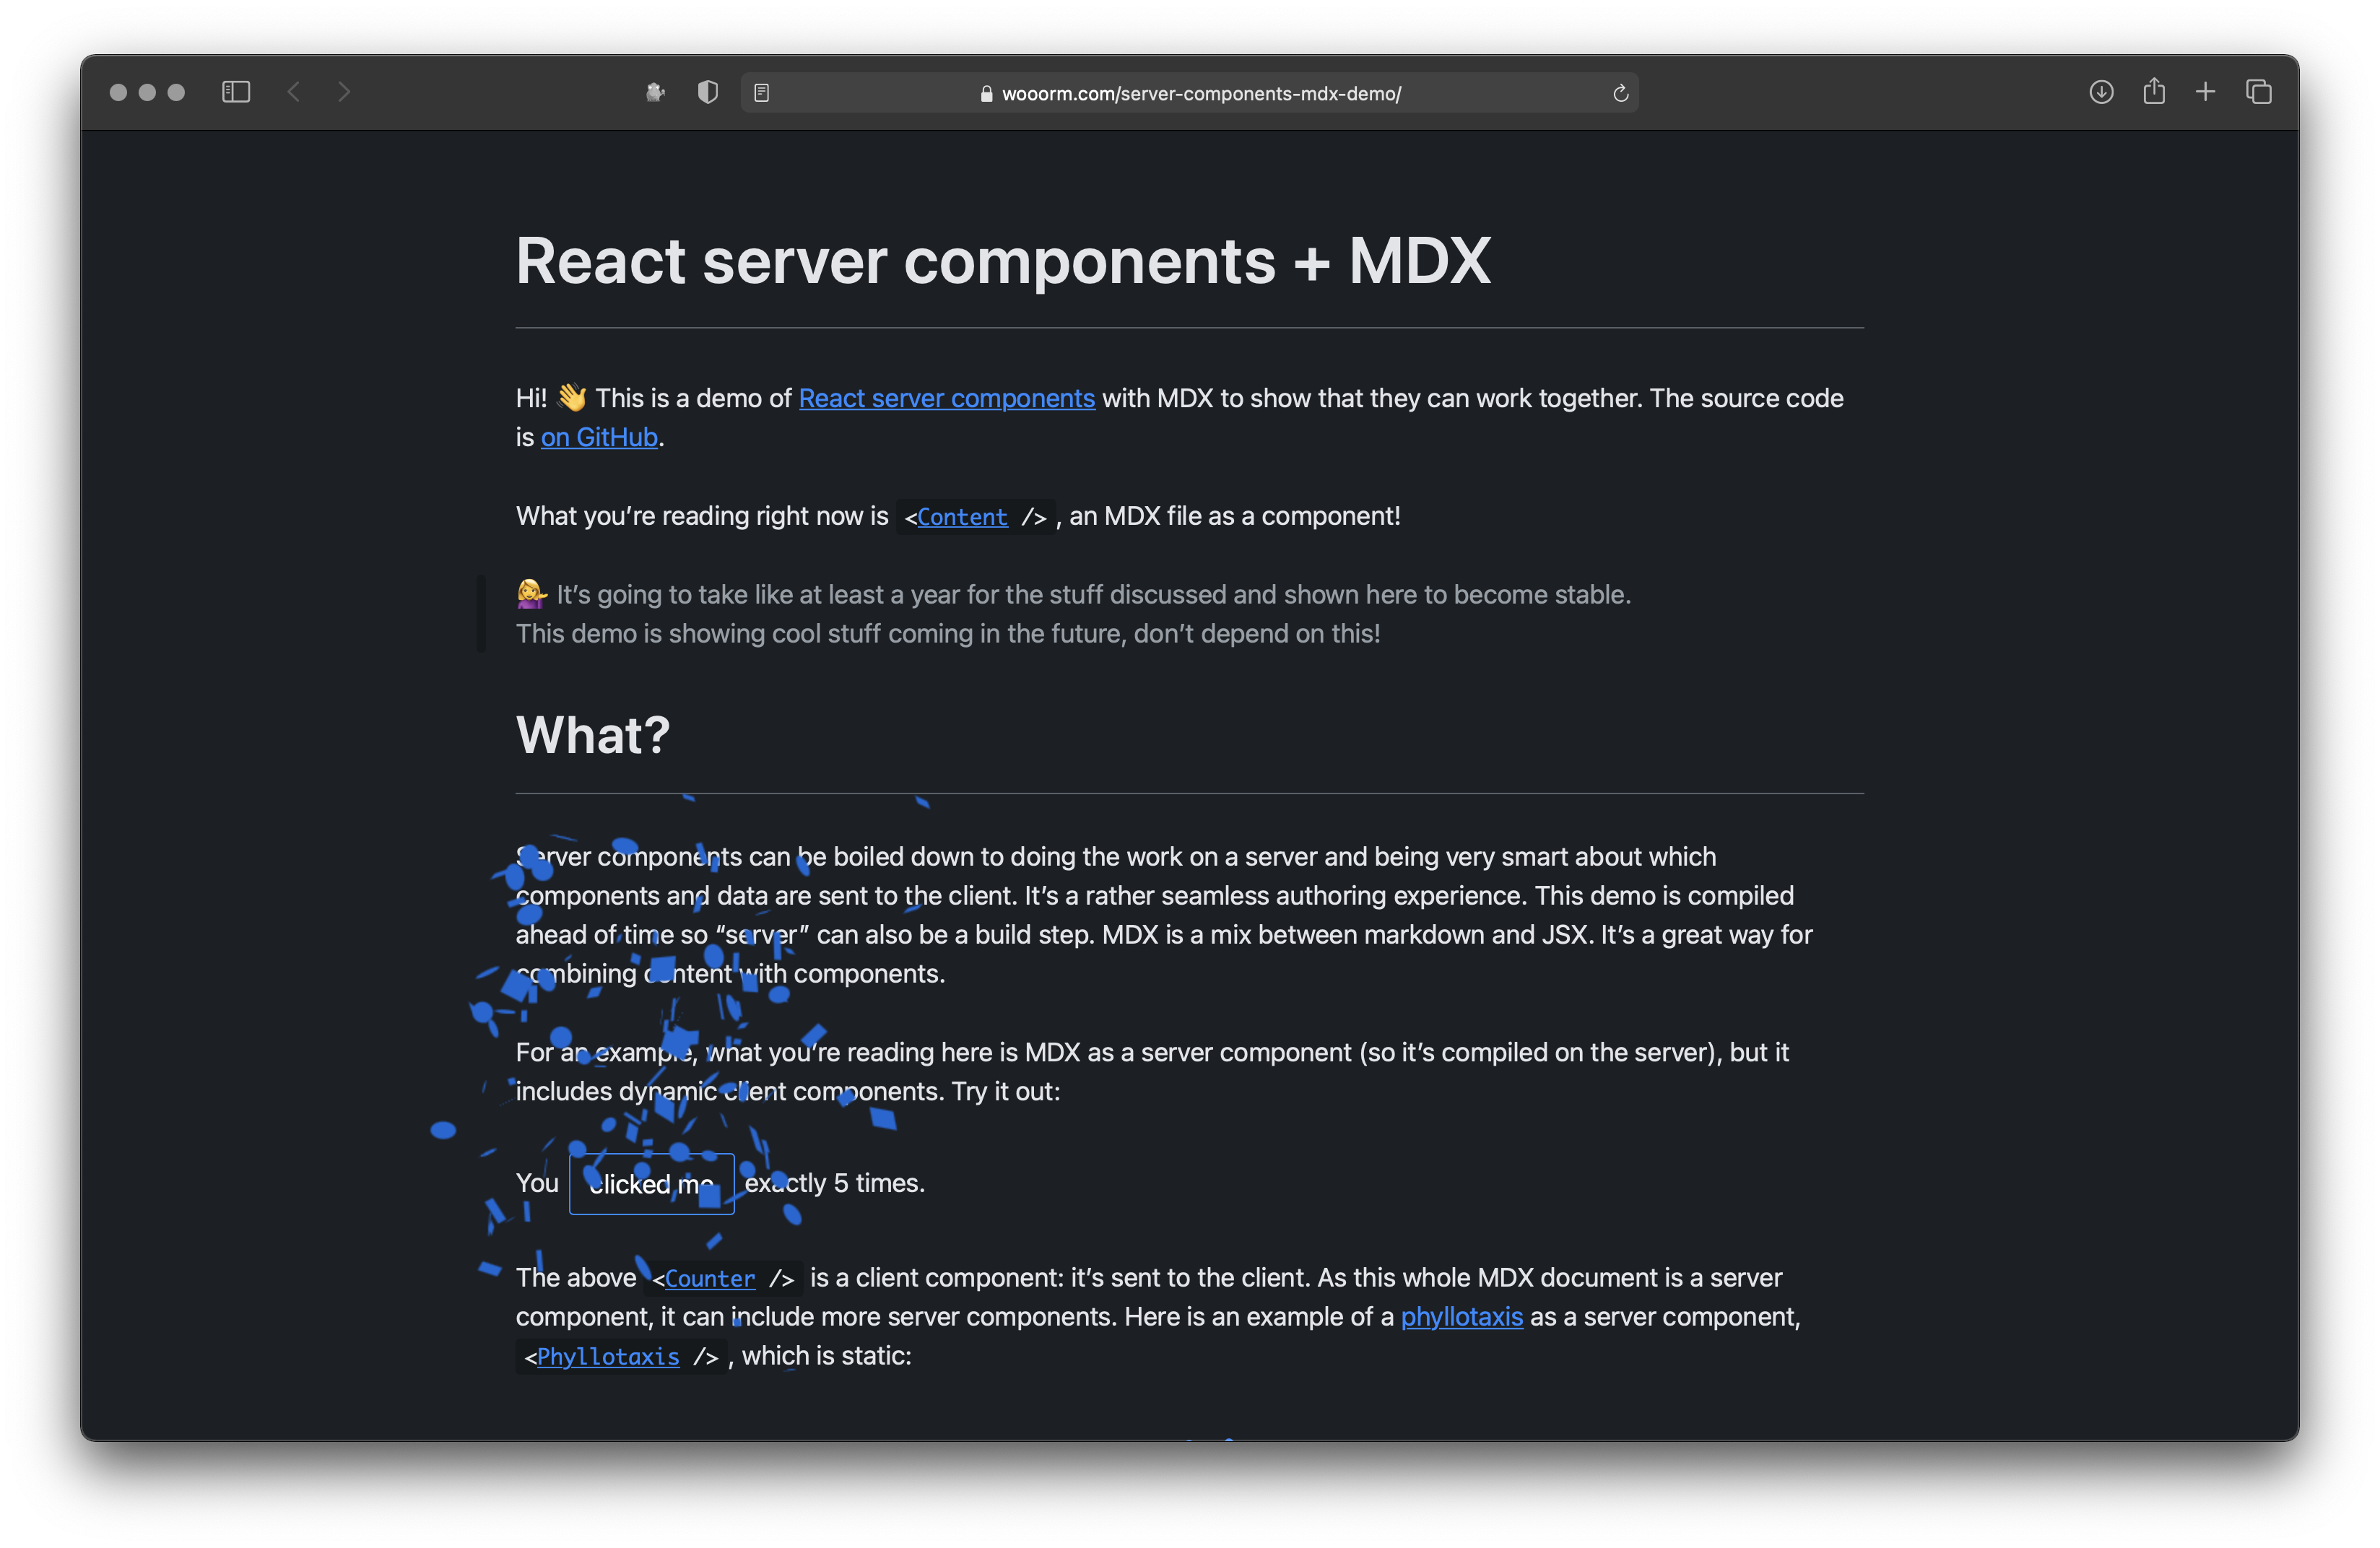 wooorm.com/server-components-mdx-demo/
React server components + MDX
Hi! 👋 This is a demo of React server components with MDX to show that they can work together. The source code
is on GitHub.
What you’re reading right now is <Content />, an MDX file as a component!
💁‍♀️ It’s going to take like at least a year for the stuff discussed and shown here to become stable.
This demo is showing cool stuff coming in the future, don’t depend on this!
What?
Server components can be boiled down to doing the work on a server and being very smart about which
components and data are sent to the client. It’s a rather seamless authoring experience. This demo is compiled
ahead of time so “server” can also be a build step. MDX is a mix between markdown and JSX. It’s a great way for
combining content with components.
For an example, what you’re reading here is MDX as a server component (so it’s compiled on the server), but it
includes dynamic client components. Try it out:
You clicked me exactly 5 times.
The above <Counter /> is a client component: it’s sent to the client. As this whole MDX document is a server
component, it can include more server components. Here is an example of a phyllotaxis as a server component,
<Phyllotaxis />, which is static: